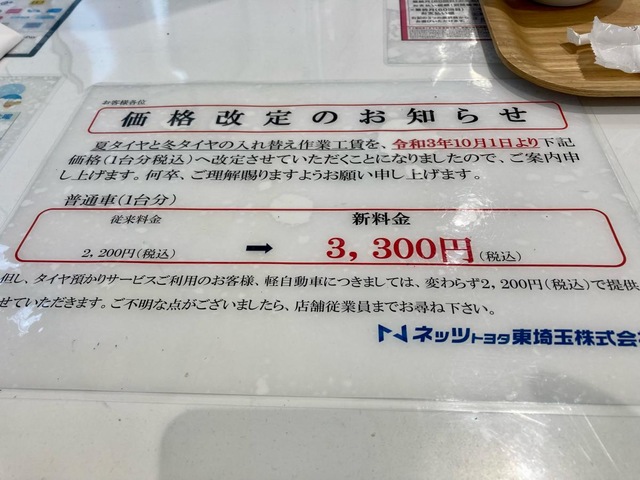 お客様各位
価格改定のお知らせ
夏タイヤと冬タイヤの入れ替え作業工賃を、令和3年10月1日より下記
価格(1台分税込)へ改定させていただくことになりましたので、ご案内申
し上げます。何卒、ご理解賜りますようお願い申し上げます。
普通車(1台分)
従来料金 新料金
2,200円(税込) ➡ 3,300円(税込)
但し、タイヤ預かりサービスご利用のお客様、軽自動車につきましては、変わらず2,200円(税込)で提供
せていただきます。ご不明な点がございましたら、店舗従業員までお尋ね下さい。
ネッツトヨタ東埼玉株式会